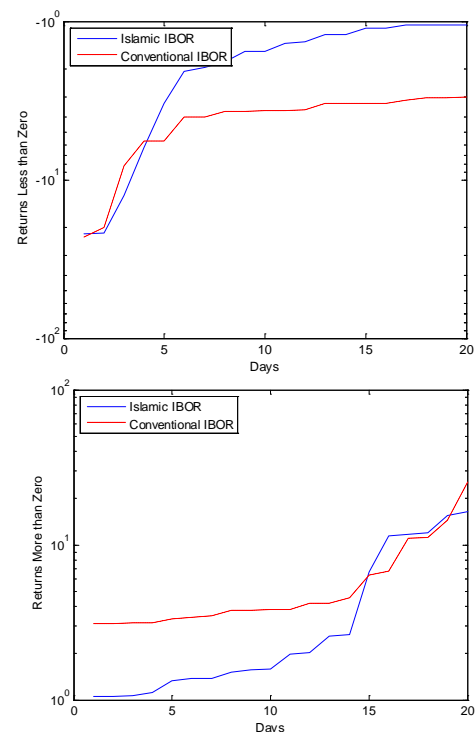 -10^0
Islamic IBOR
Conventional IBOR
Returns Less than Zero
-10^1
-10^2
0 5 10 15 20
Days
10^2
Islamic IBOR
Conventional IBOR
Returns More than Zero
10^1
10^0
0 5 10 15 20
Days